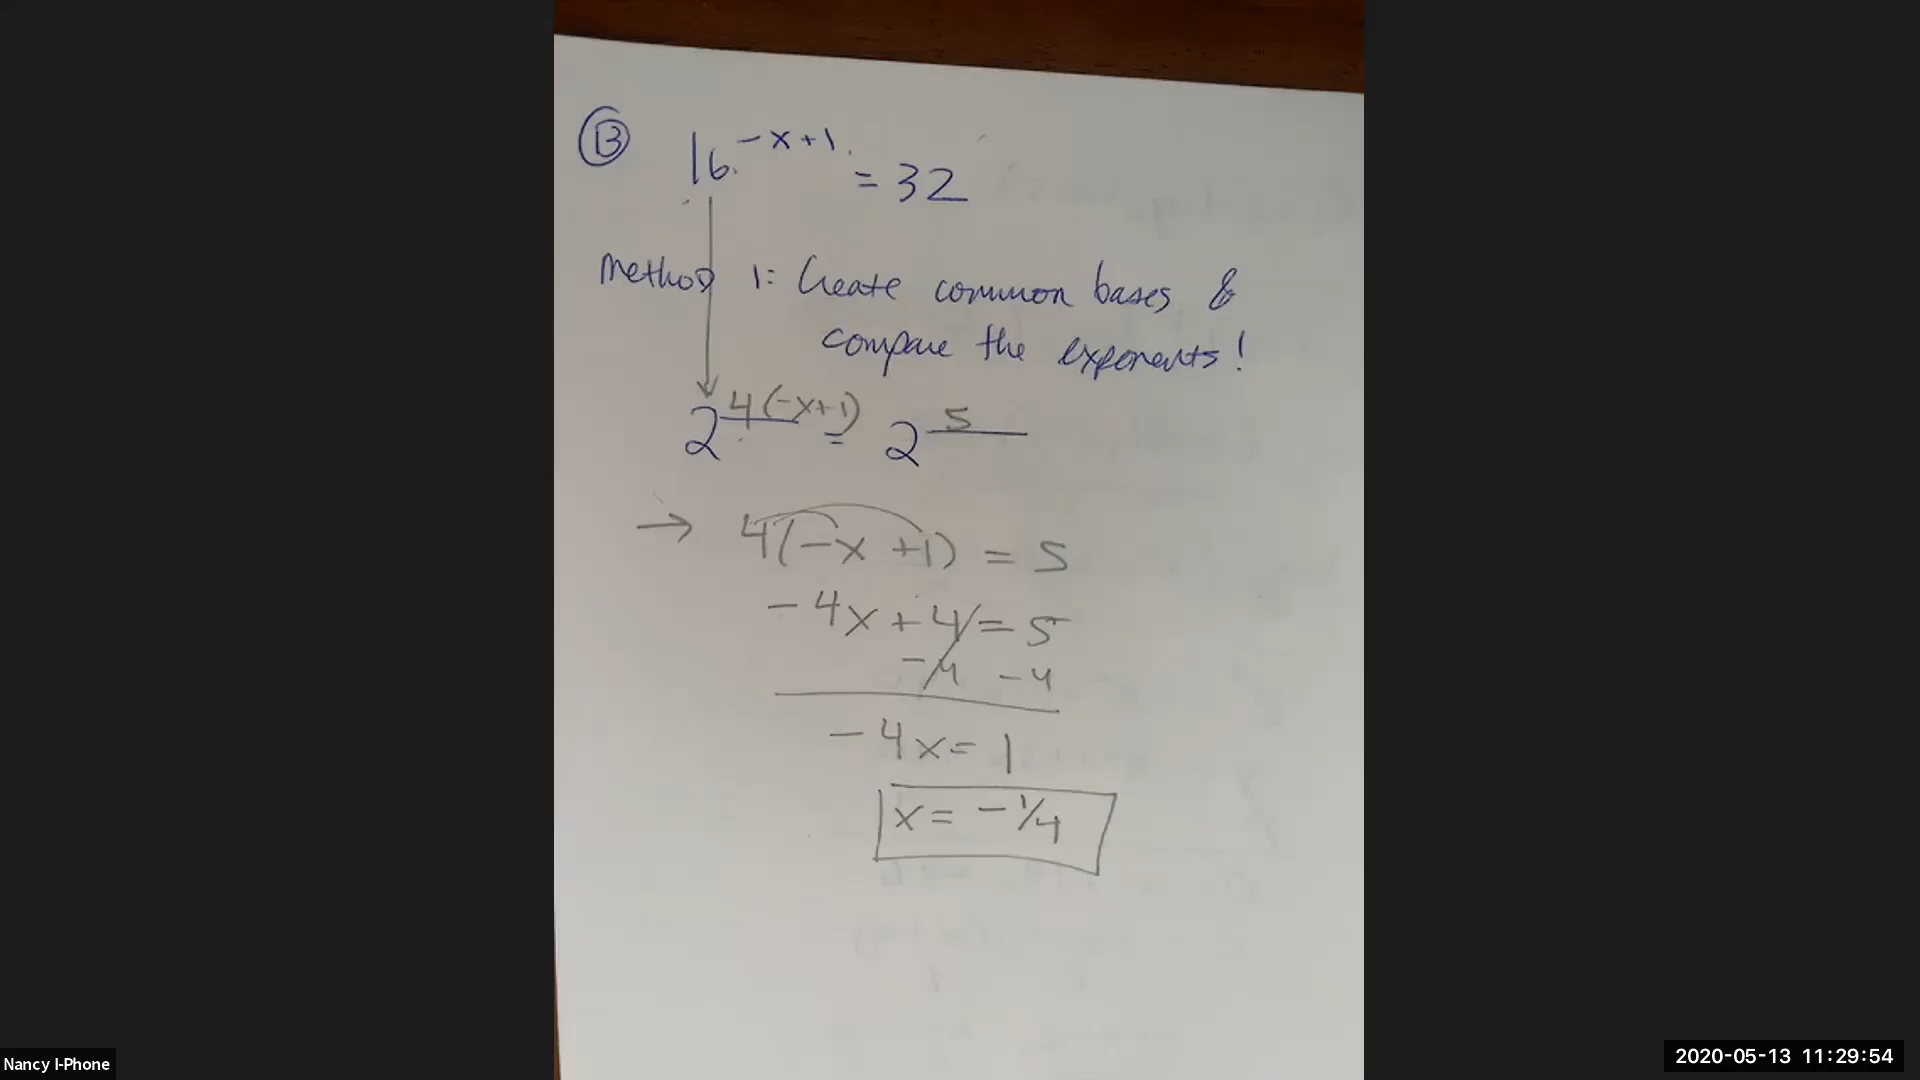 13
16^{-x+1} = 32
Method 1: Create common bases &
compare the exponents!
2^{4(-x+1)} = 2^{5}
→ 4(-x+1) = 5
-4x+4=5
-4 -4
-4x=1
x= -1/4
Nancy I-Phone
2020-05-13 11:29:54